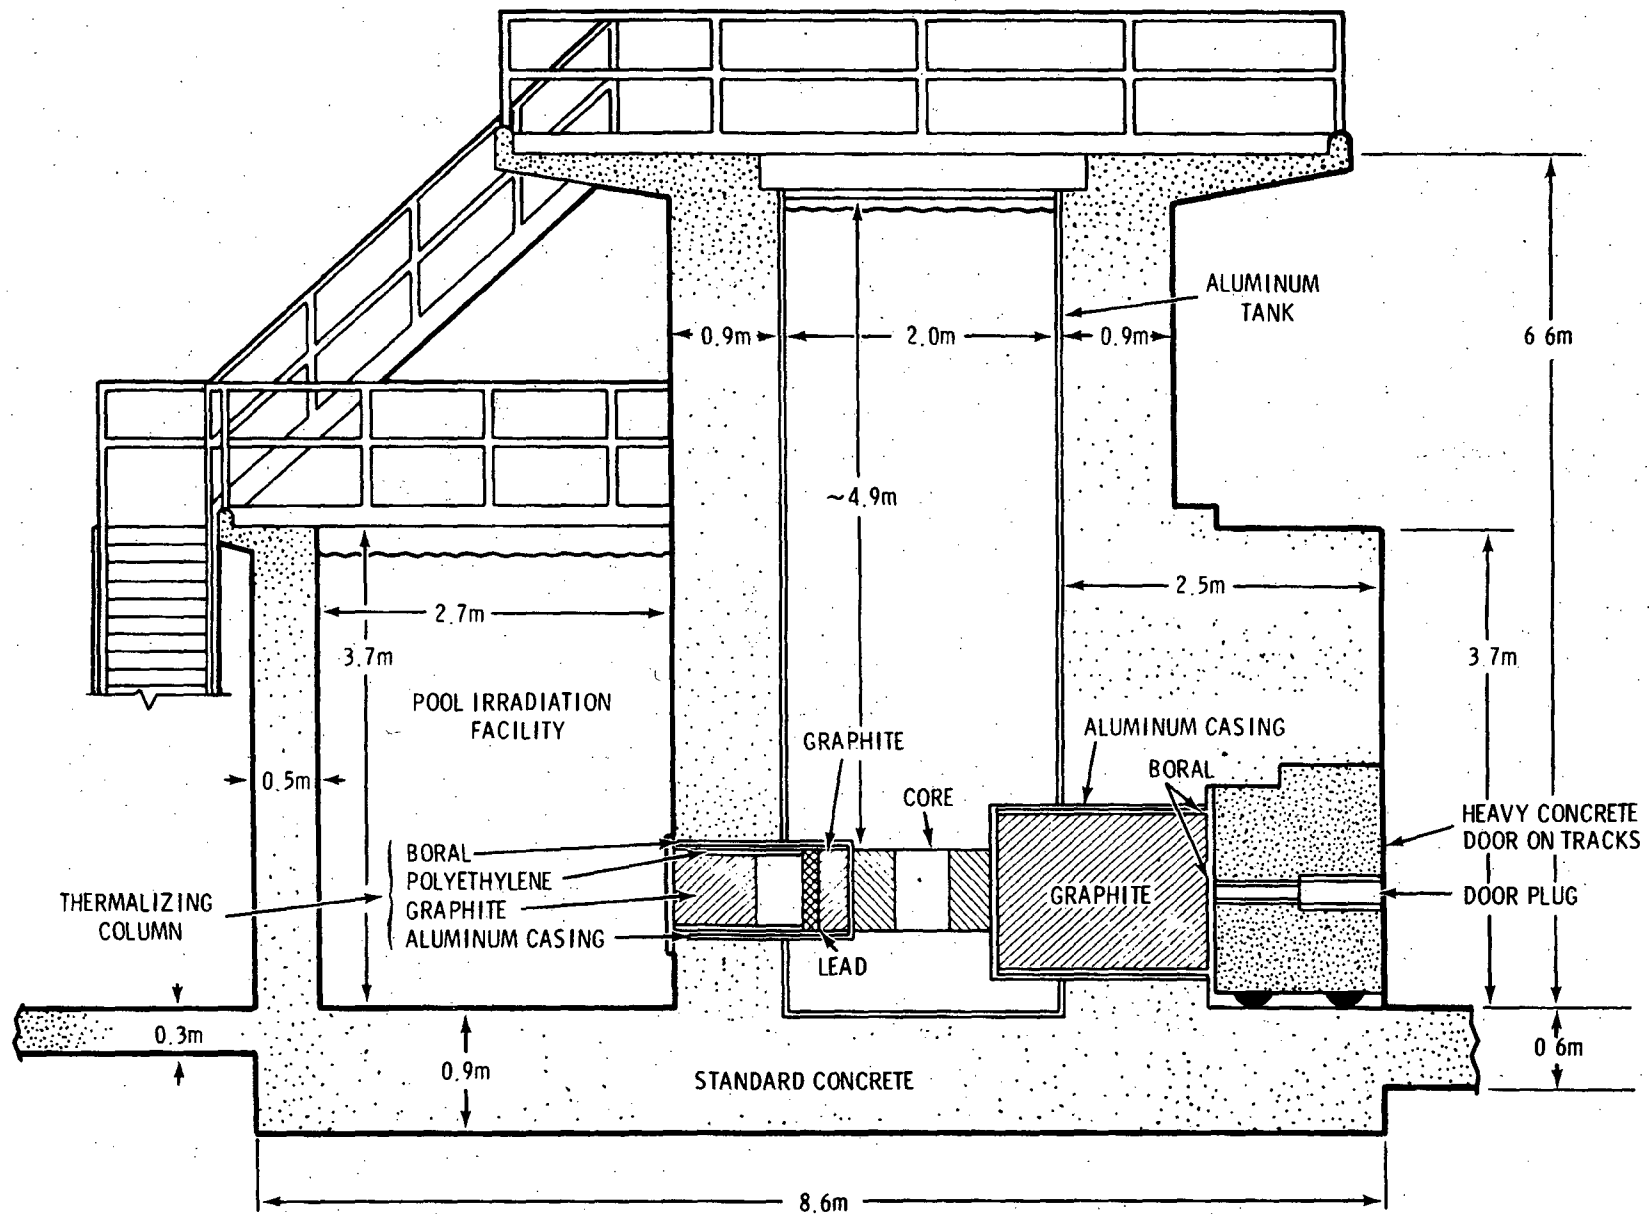 ALUMINUM
TANK
0.9m
2.0m
0.9m
6 6m
~4.9m
2.5m
2.7m
3.7m
3.7m
POOL IRRADIATION
FACILITY
GRAPHITE
ALUMINUM CASING
BORAL
0.5m
CORE
HEAVY CONCRETE
DOOR ON TRACKS
BORAL
POLYETHYLENE
GRAPHITE
ALUMINUM CASING
THERMALIZING
COLUMN
GRAPHITE
DOOR PLUG
LEAD
0.3m
0.9m
STANDARD CONCRETE
0 6m
8.6m